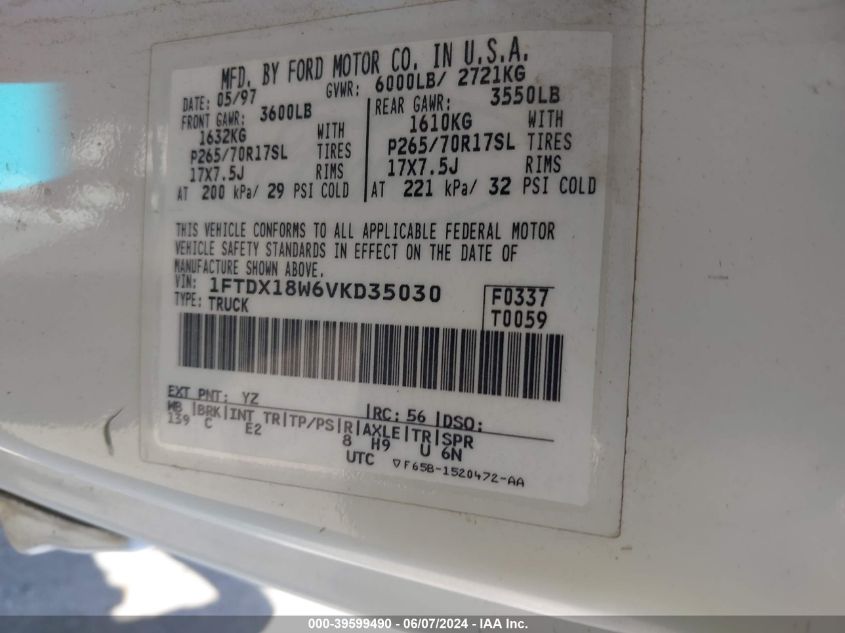 MFD. BY FORD MOTOR CO. IN U.S.A.
DATE: 05/97 GVWR: 6000LB/ 2721KG
FRONT GAWR: 3600LB REAR GAWR: 3550LB
1632KG WITH 1610KG WITH
P265/70R17SL TIRES P265/70R17SL TIRES
17X7.5J RIMS 17X7.5J RIMS
AT 200 kPa/ 29 PSI COLD AT 221 kPa/ 32 PSI COLD
THIS VEHICLE CONFORMS TO ALL APPLICABLE FEDERAL MOTOR
VEHICLE SAFETY STANDARDS IN EFFECT ON THE DATE OF
MANUFACTURE SHOWN ABOVE.
VIN: 1FTDX18W6VKD35030 F0337
TYPE: TRUCK T0059
EXT PNT: YZ RC: 56 DSO:
WB |BRK|INT TR|TP/PS|R|AXLE|TR|SPR
139 C E2 8 H9 U 6N
UTC ▽F65B-1520472-AA
000-39599490 - 06/07/2024 - IAA Inc.